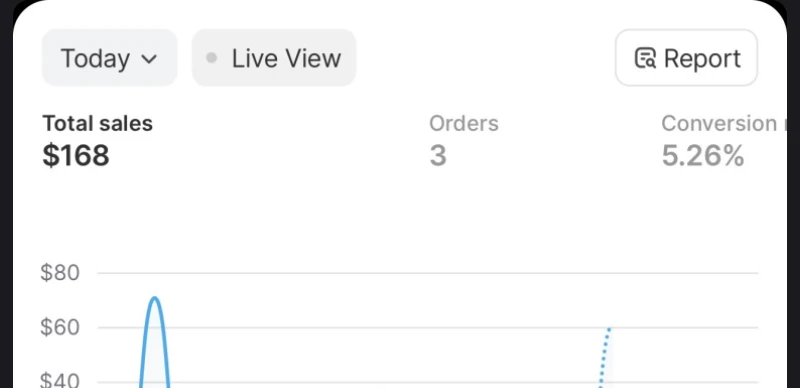 Today Live View Report
Total sales Orders Conversion
$168 3 5.26%
$80
$60
$40